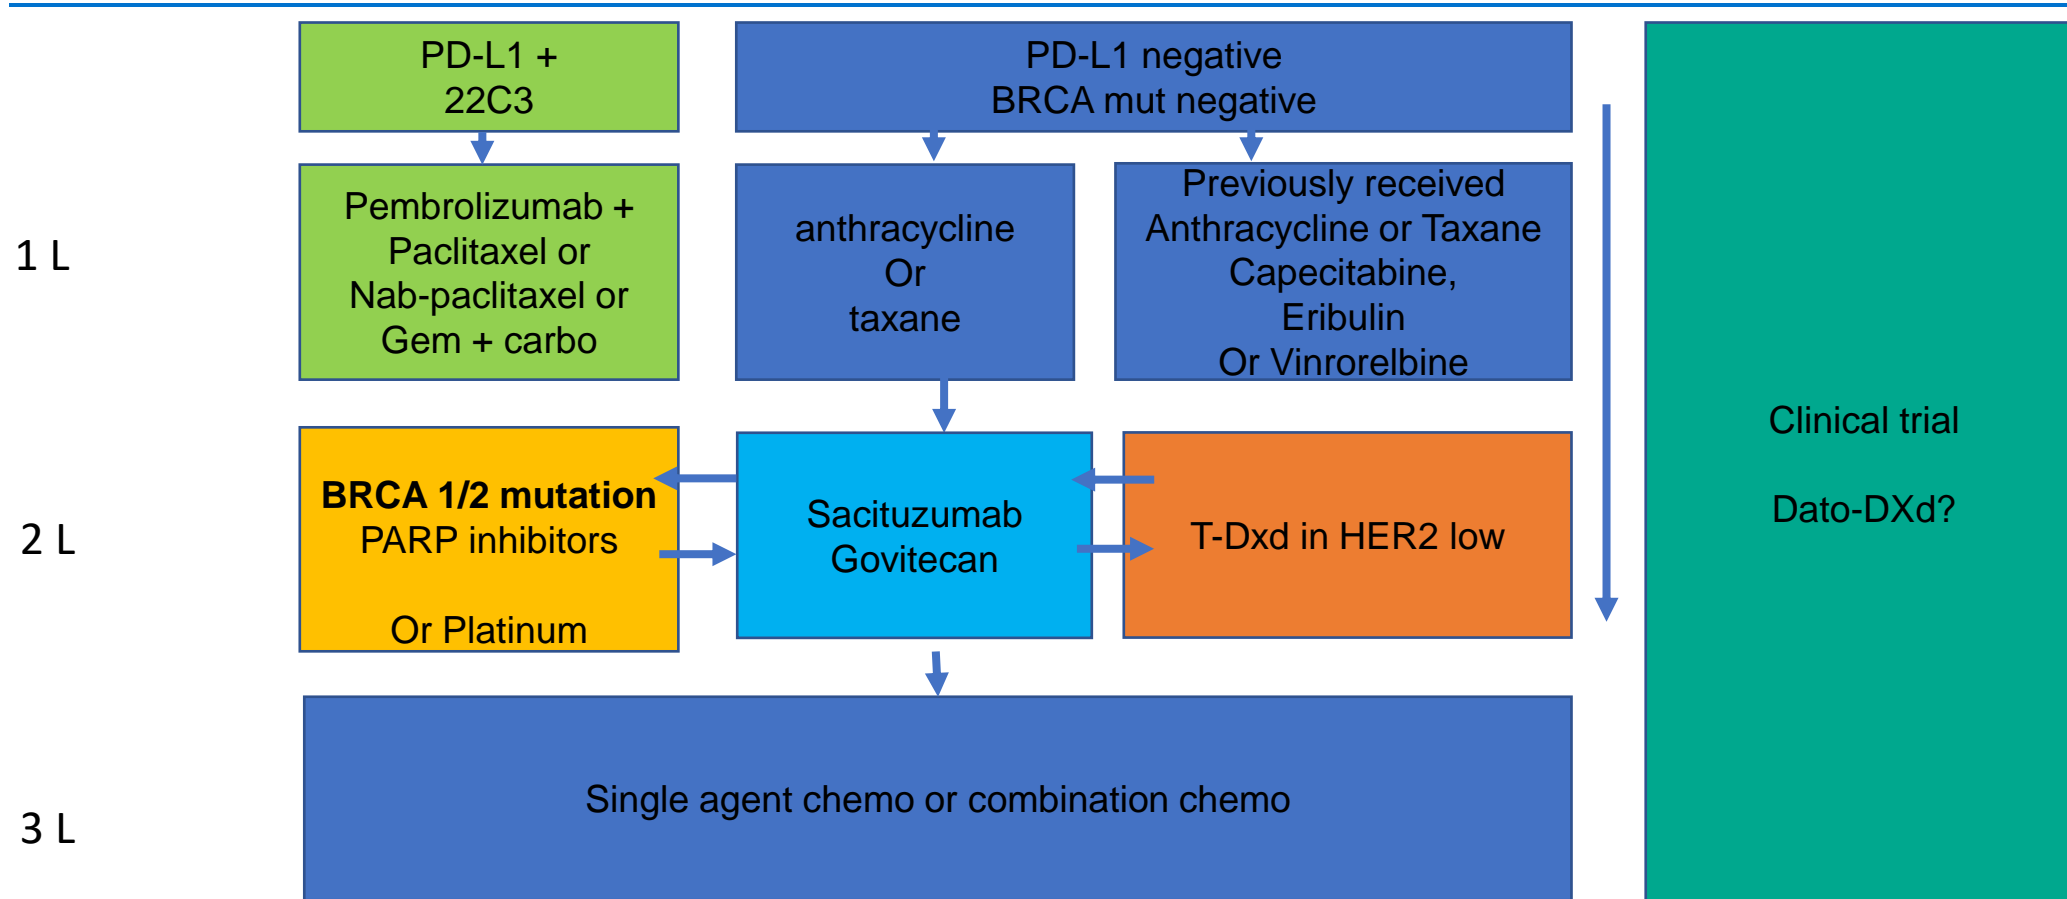 PD-L1 +
22C3
PD-L1 negative
BRCA mut negative
1 L
Pembrolizumab +
Paclitaxel or
Nab-paclitaxel or
Gem + carbo
anthracycline
Or
taxane
Previously received
Anthracycline or Taxane
Capecitabine,
Eribulin
Or Vinrorelbine
2 L
BRCA 1/2 mutation
PARP inhibitors
Or Platinum
Sacituzumab
Govitecan
T-Dxd in HER2 low
3 L
Single agent chemo or combination chemo
Clinical trial
Dato-DXd?